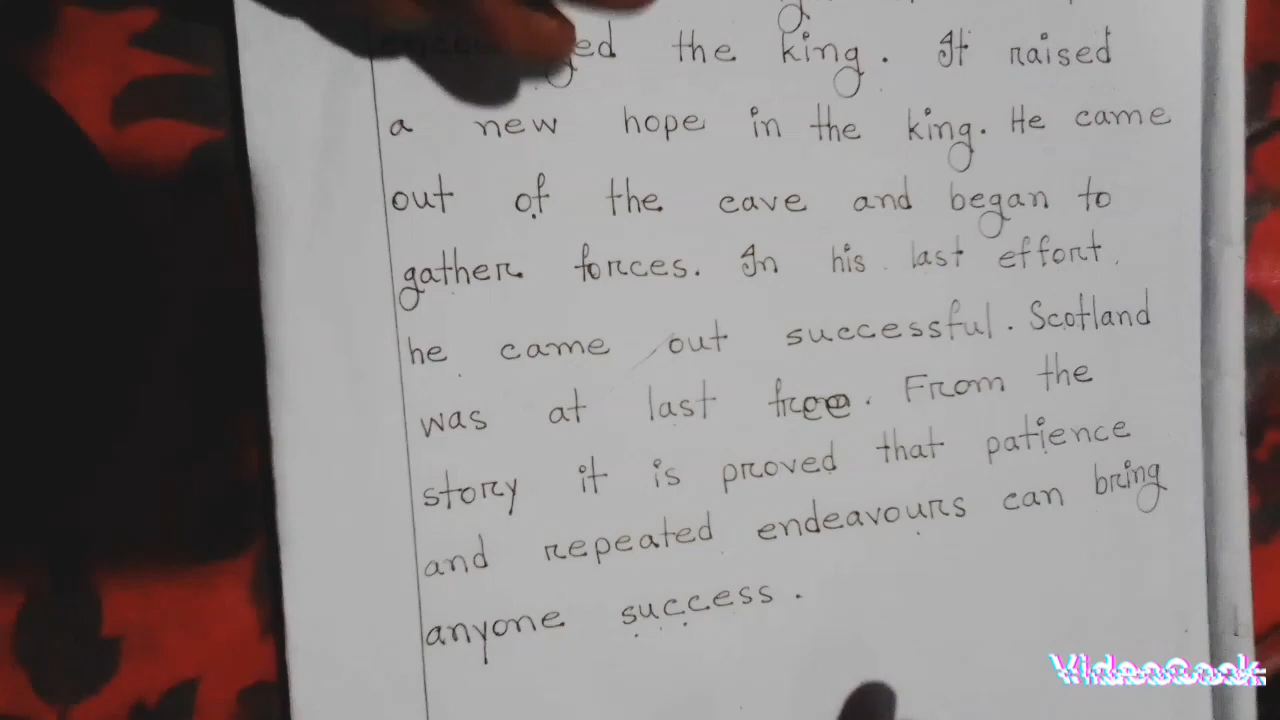 the king. It raised
a new hope in the king. He came
out of the cave and began to
gather forces. In his last effort
he came out successful. Scotland
was at last free. From the
story it is proved that patience
and repeated endeavours can bring
anyone success.